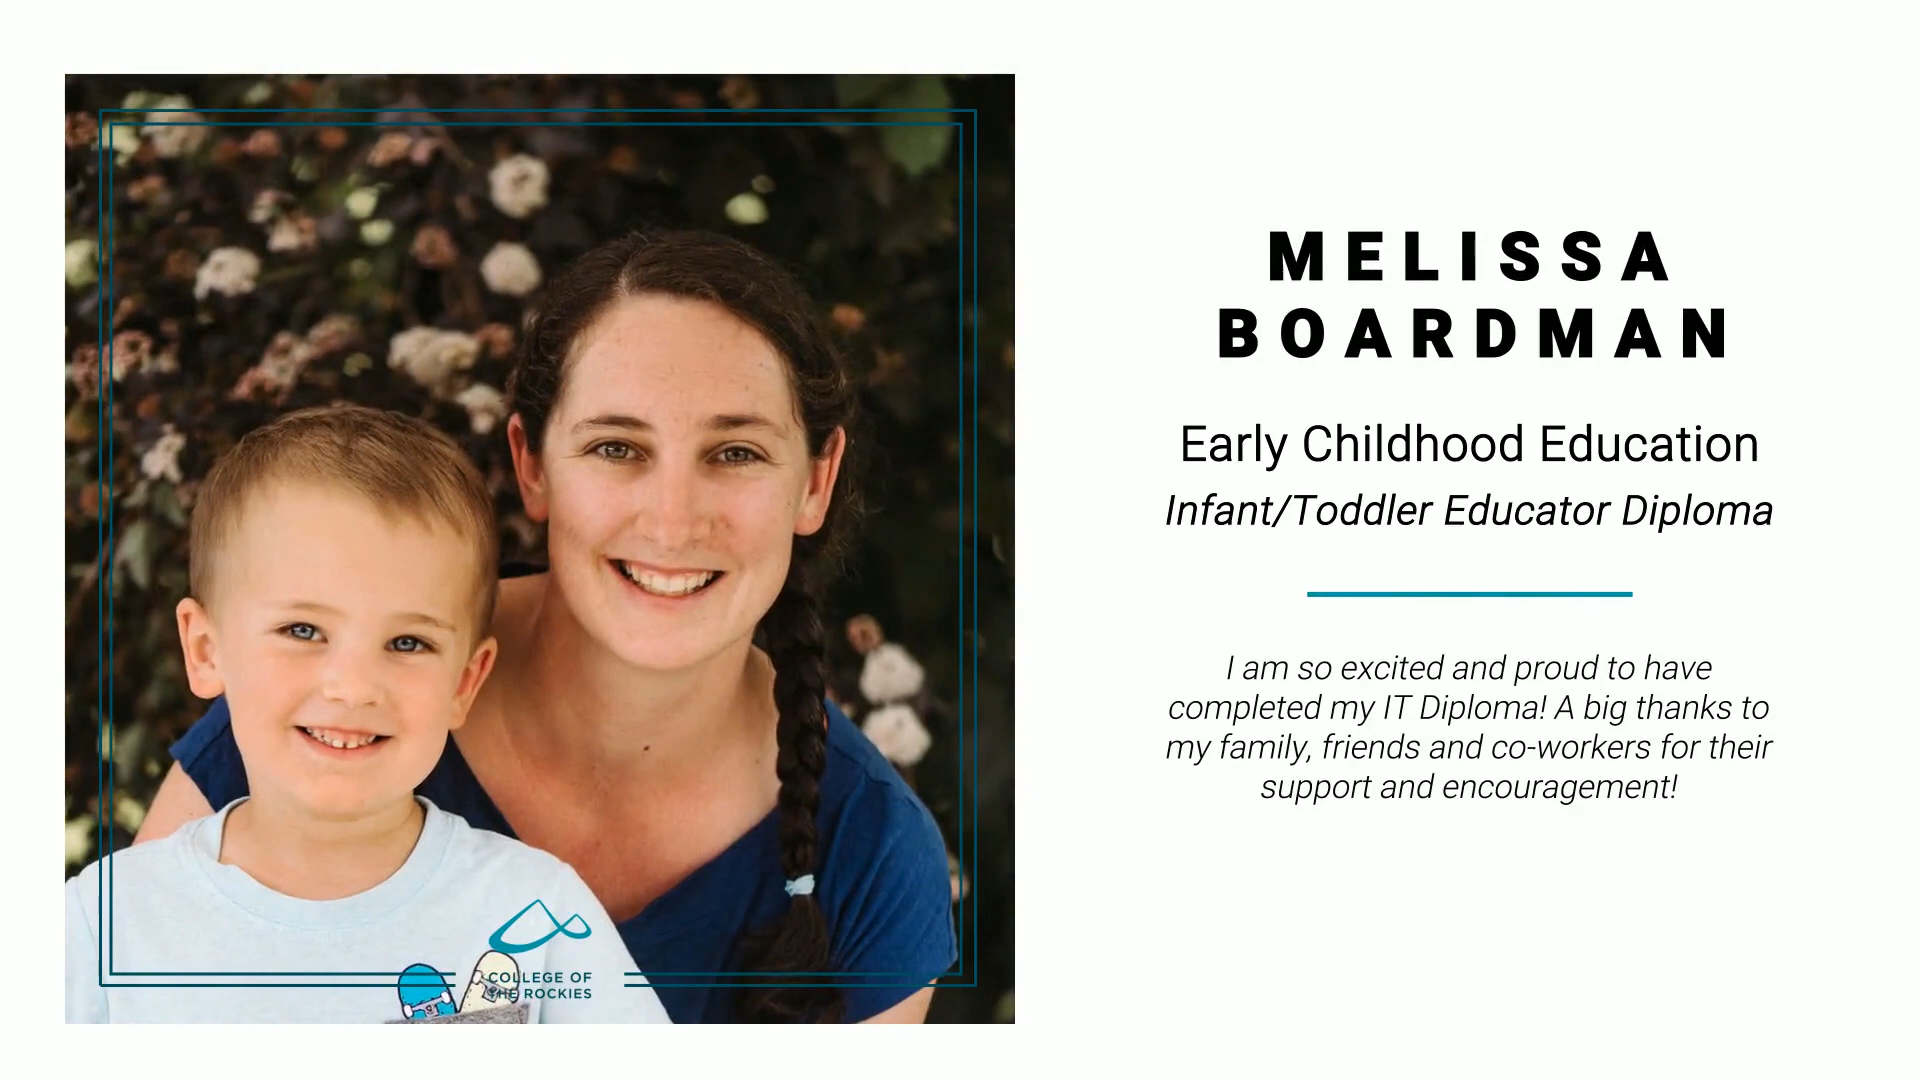 MELISSA
BOARDMAN
Early Childhood Education
Infant/Toddler Educator Diploma
I am so excited and proud to have
completed my IT Diploma! A big thanks to
my family, friends and co-workers for their
support and encouragement!
COLLEGE OF
THE ROCKIES